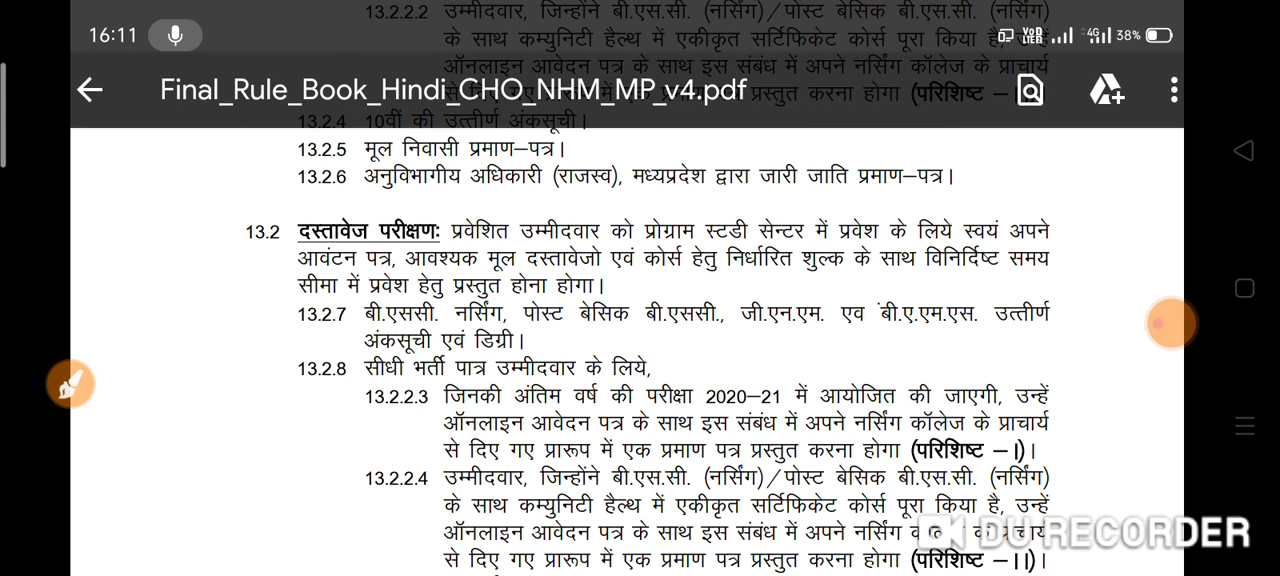 13.2.2.2 उम्मीदवार, जिन्होंने बी.एस.सी. (नर्सिंग)/पोस्ट बेसिक बी.एस.सी. (नर्सिंग)
16:11
4G 38%
के साथ कम्युनिटी हैल्थ में एकीकृत सर्टिफिकेट कोर्स पूरा किया है, उन्हें
ऑनलाइन आवेदन पत्र के साथ इस संबंध में अपने नर्सिंग कॉलेज के प्राचार्य
Final_Rule_Book_Hindi_CHO_NHM_MP_v4.pdf
से दिए गए प्रारूप में एक प्रमाण पत्र प्रस्तुत करना होगा (परिशिष्ट –।।)।
13.2.4 10वीं की उत्तीर्ण अंकसूची।
13.2.5 मूल निवासी प्रमाण–पत्र।
13.2.6 अनुविभागीय अधिकारी (राजस्व), मध्यप्रदेश द्वारा जारी जाति प्रमाण–पत्र।
13.2 दस्तावेज परीक्षणः प्रवेशित उम्मीदवार को प्रोग्राम स्टडी सेन्टर में प्रवेश के लिये स्वयं अपने
आवंटन पत्र, आवश्यक मूल दस्तावेजो एवं कोर्स हेतु निर्धारित शुल्क के साथ विनिर्दिष्ट समय
सीमा में प्रवेश हेतु प्रस्तुत होना होगा।
13.2.7 बी.एससी. नर्सिंग, पोस्ट बेसिक बी.एससी., जी.एन.एम. एव ंबी.ए.एम.एस. उत्तीर्ण
अंकसूची एवं डिग्री।
13.2.8 सीधी भर्ती पात्र उम्मीदवार के लिये,
13.2.2.3 जिनकी अंतिम वर्ष की परीक्षा 2020–21 में आयोजित की जाएगी, उन्हें
ऑनलाइन आवेदन पत्र के साथ इस संबंध में अपने नर्सिंग कॉलेज के प्राचार्य
से दिए गए प्रारूप में एक प्रमाण पत्र प्रस्तुत करना होगा (परिशिष्ट –।)।
13.2.2.4 उम्मीदवार, जिन्होंने बी.एस.सी. (नर्सिंग)/पोस्ट बेसिक बी.एस.सी. (नर्सिंग)
के साथ कम्युनिटी हैल्थ में एकीकृत सर्टिफिकेट कोर्स पूरा किया है, उन्हें
ऑनलाइन आवेदन पत्र के साथ इस संबंध में अपने नर्सिंग के प्राचार्य
DU RECORDER
से दिए गए प्रारूप में एक प्रमाण पत्र प्रस्तुत करना होगा (परिशिष्ट –।।)।